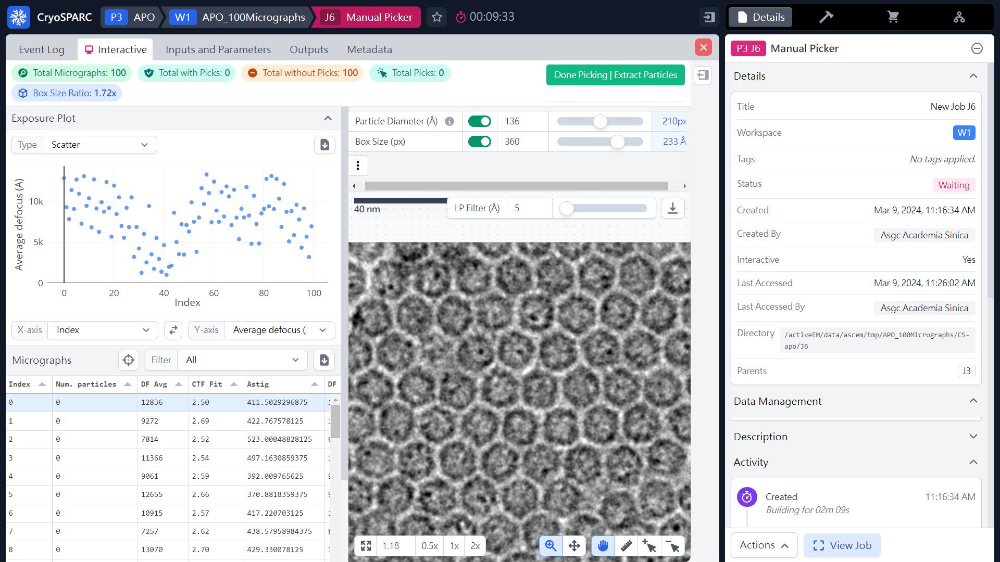 CryoSPARC P3 APO W1 APO_100Micrographs J6 Manual Picker 00:09:33 Details
Event Log Interactive Inputs and Parameters Outputs Metadata
Total Micrographs: 100 Total with Picks: 0 Total without Picks: 100 Total Picks: 0
Box Size Ratio: 1.72x
Done Picking | Extract Particles
Exposure Plot
Type Scatter
Average defocus (A)
10k
5k
0
0 20 40 60 80 100
Index
X-axis Index Y-axis Average defocus (.
Micrographs Filter All
Index Num. particles DF Avg CTF Fit Astig DF
0 0 12836 2.50 411.5029296875
1 0 9272 2.69 422.767578125
2 0 7814 2.52 523.00048828125
3 0 11366 2.54 497.1630859375
4 0 9061 2.59 392.009765625
5 0 12655 2.66 370.8818359375
6 0 10915 2.57 417.220703125
7 0 7257 2.62 438.57958984375
8 0 13070 2.70 429.330078125
Particle Diameter (Å) 136 210px
Box Size (px) 360 233 Å
40 nm
LP Filter (Å) 5
1.18 0.5x 1x 2x
P3 J6 Manual Picker
Details
Title New Job J6
Workspace W1
Tags No tags applied.
Status Waiting
Created Mar 9, 2024, 11:16:34 AM
Created By Asgc Academia Sinica
Interactive Yes
Last Accessed Mar 9, 2024, 11:26:02 AM
Last Accessed By Asgc Academia Sinica
Directory /activeEM/data/ascem/tmp/APO_100Micrographs/CS-
apo/J6
Parents J3
Data Management
Description
Activity
Created 11:16:34 AM
Building for 02m 09s
Actions View Job